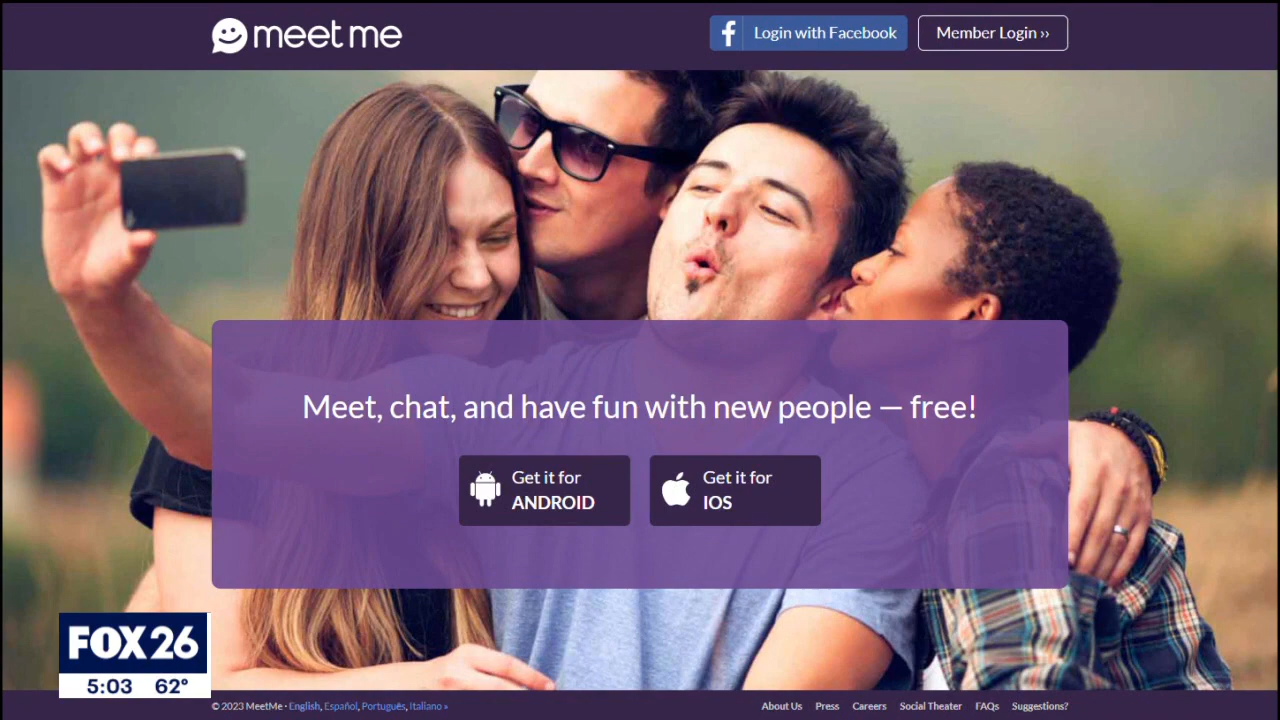 meet me
Login with Facebook
Member Login ››
Meet, chat, and have fun with new people — free!
Get it for
ANDROID
Get it for
IOS
FOX 26
5:03 62°
© 2023 MeetMe · English, Español, Português, Italiano »
About Us Press Careers Social Theater FAQs Suggestions?